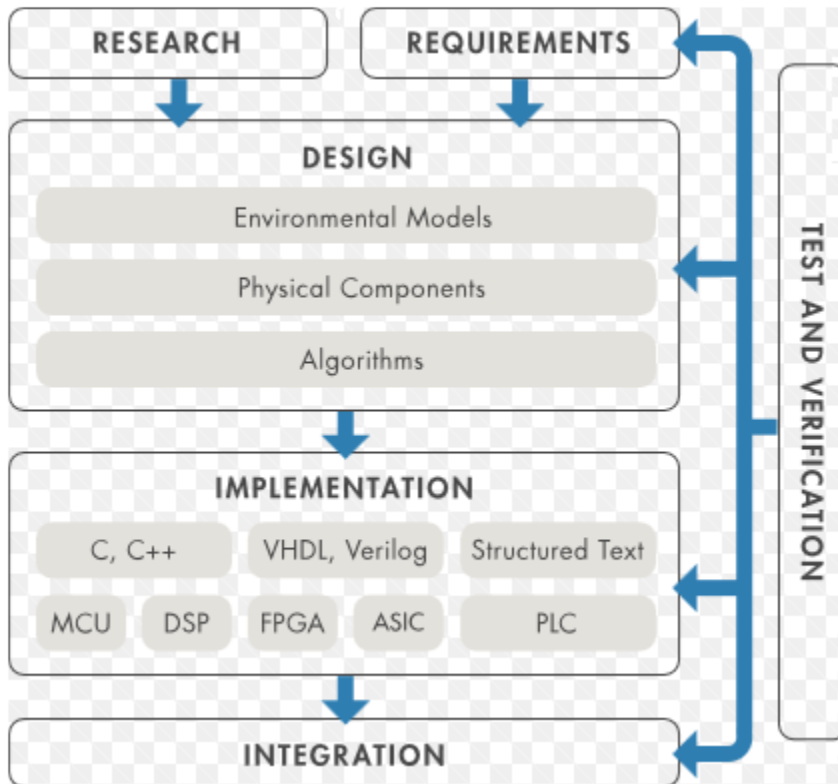 RESEARCH
REQUIREMENTS
DESIGN
Environmental Models
Physical Components
Algorithms
IMPLEMENTATION
C, C++
VHDL, Verilog
Structured Text
MCU
DSP
FPGA
ASIC
PLC
INTEGRATION
TEST AND VERIFICATION